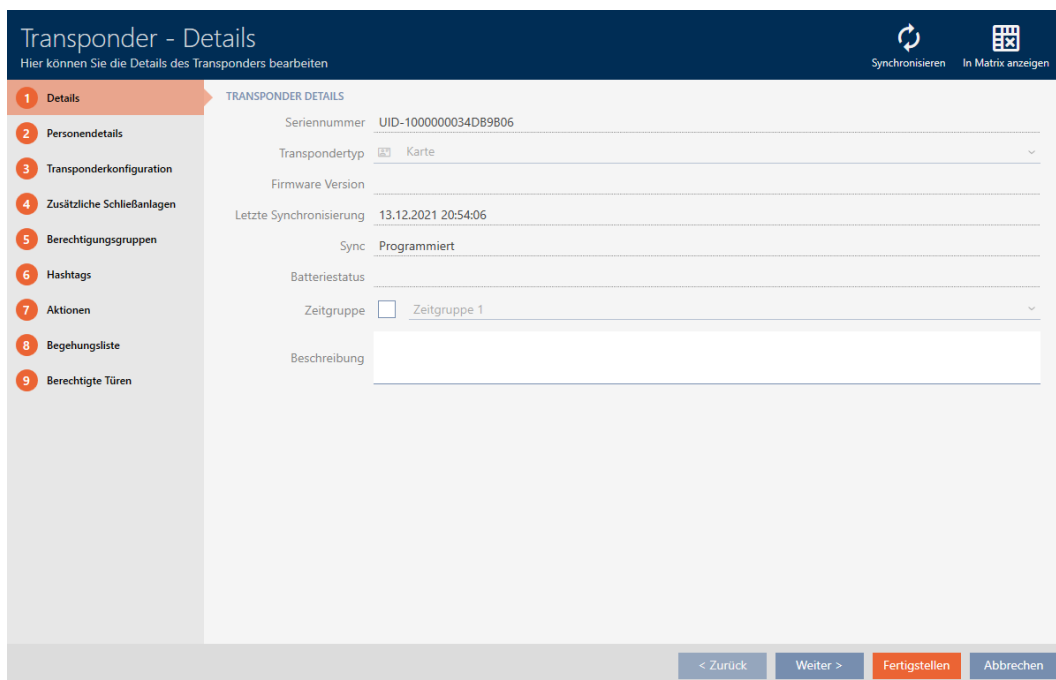 Transponder - Details
Hier können Sie die Details des Transponders bearbeiten
Synchronisieren
In Matrix anzeigen
1 Details
2 Personendetails
3 Transponderkonfiguration
4 Zusätzliche Schließanlagen
5 Berechtigungsgruppen
6 Hashtags
7 Aktionen
8 Begehungsliste
9 Berechtigte Türen
TRANSPONDER DETAILS
Seriennummer UID-1000000034DB9B06
Transpondertyp Karte
Firmware Version
Letzte Synchronisierung 13.12.2021 20:54:06
Sync Programmiert
Batteriestatus
Zeitgruppe Zeitgruppe 1
Beschreibung
< Zurück
Weiter >
Fertigstellen
Abbrechen